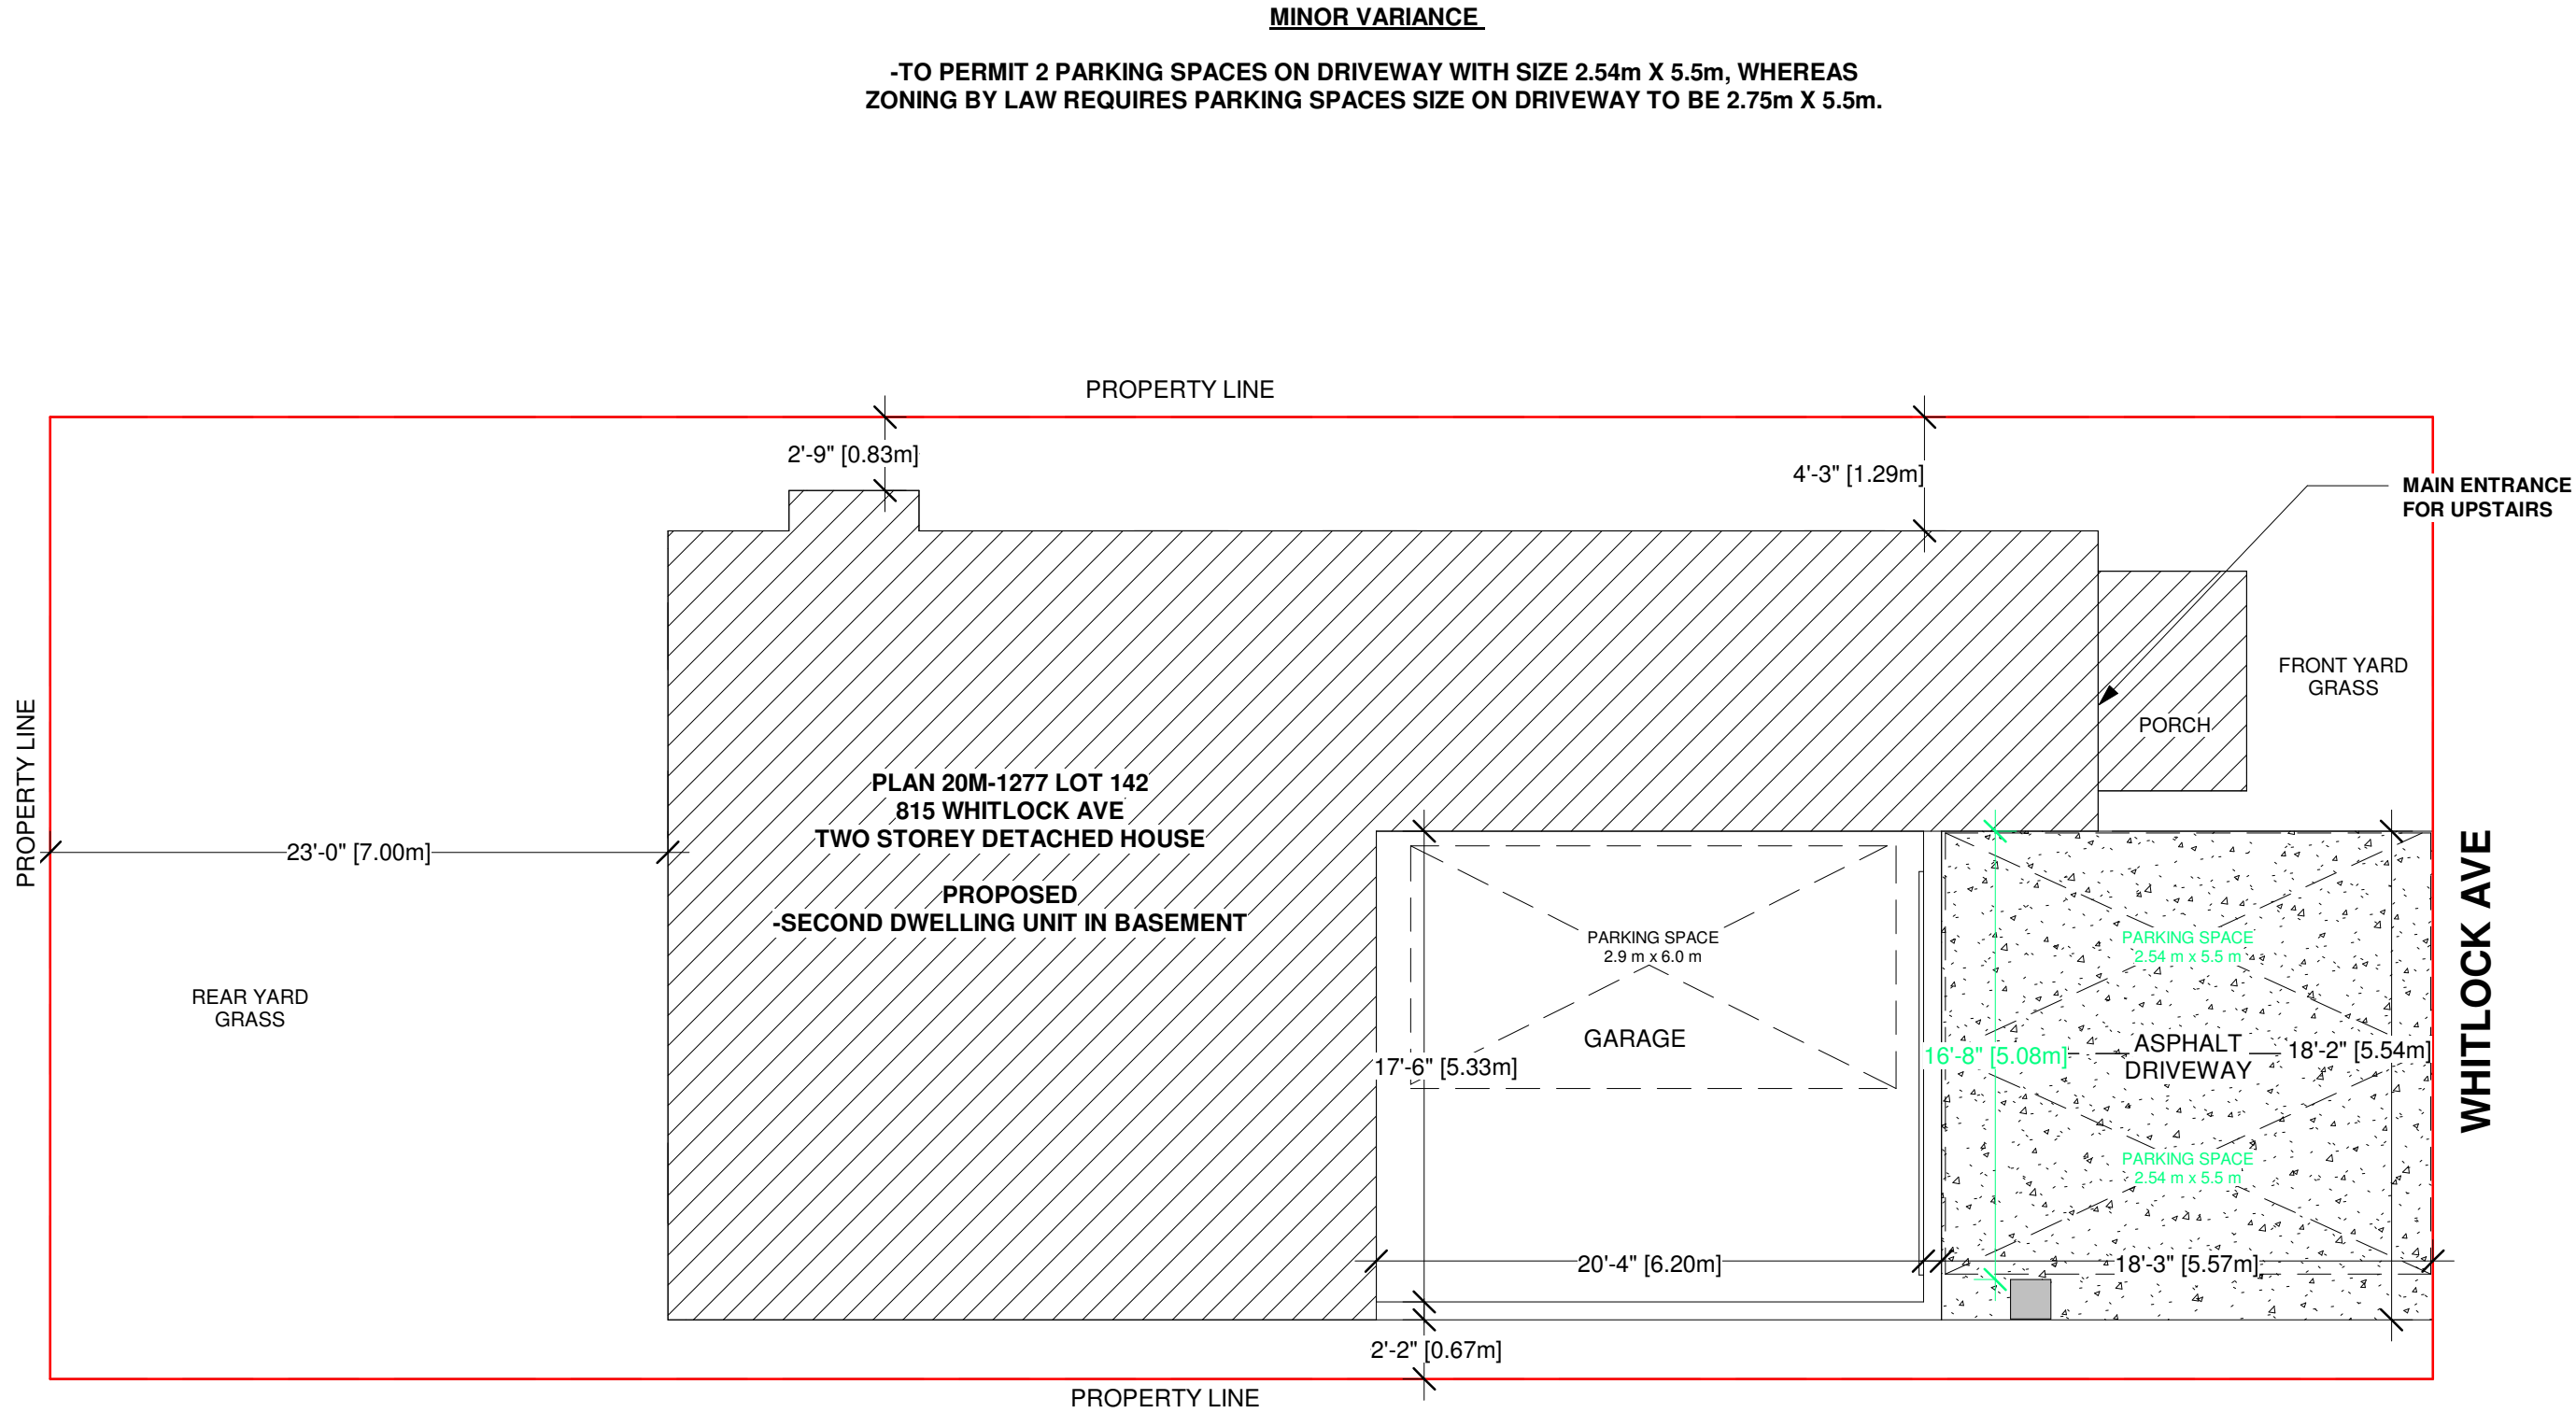 MINOR VARIANCE
-TO PERMIT 2 PARKING SPACES ON DRIVEWAY WITH SIZE 2.54m X 5.5m, WHEREAS
ZONING BY LAW REQUIRES PARKING SPACES SIZE ON DRIVEWAY TO BE 2.75m X 5.5m.
PROPERTY LINE
2'-9" [0.83m]
4'-3" [1.29m]
MAIN ENTRANCE
FOR UPSTAIRS
FRONT YARD
GRASS
PORCH
PROPERTY LINE
PLAN 20M-1277 LOT 142
815 WHITLOCK AVE
TWO STOREY DETACHED HOUSE
23'-0" [7.00m]
PROPOSED
-SECOND DWELLING UNIT IN BASEMENT
REAR YARD
GRASS
PARKING SPACE
2.9 m x 6.0 m
GARAGE
17'-6" [5.33m]
PARKING SPACE
2.54 m x 5.5 m
16'-8" [5.08m]
ASPHALT
DRIVEWAY
18'-2" [5.54m]
WHITLOCK AVE
PARKING SPACE
2.54 m x 5.5 m
20'-4" [6.20m]
18'-3" [5.57m]
2'-2" [0.67m]
PROPERTY LINE